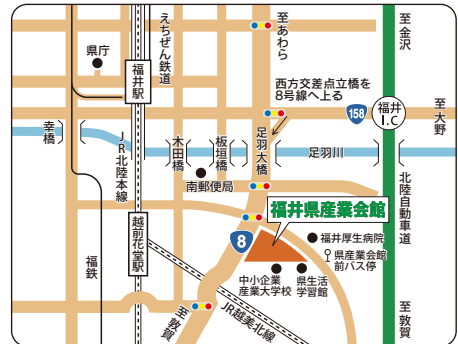 至あわら
至金沢
えちぜん鉄道
県庁
福井駅
西方交差点立橋を
8号線へ上る
158
福井
I.C
至大野
幸橋
JR北陸本線
木田橋
板垣橋
足羽大橋
足羽川
南郵便局
北陸自動車道
福井県産業会館
越前花堂駅
8
福井厚生病院
県産業会館
前バス停
福鉄
中小企業
産業大学校
県生活
学習館
至敦賀
JR越美北線
至敦賀